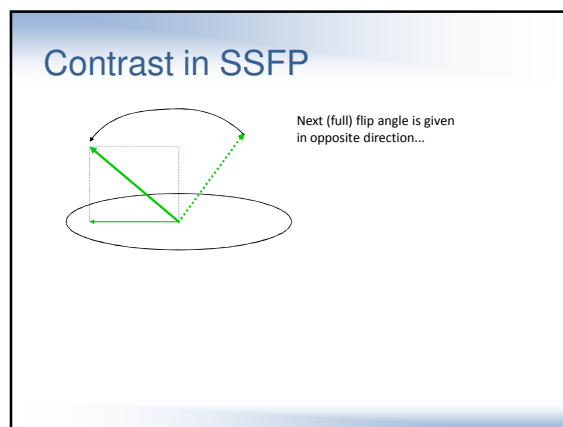 Contrast in SSFP
Next (full) flip angle is given
in opposite direction...